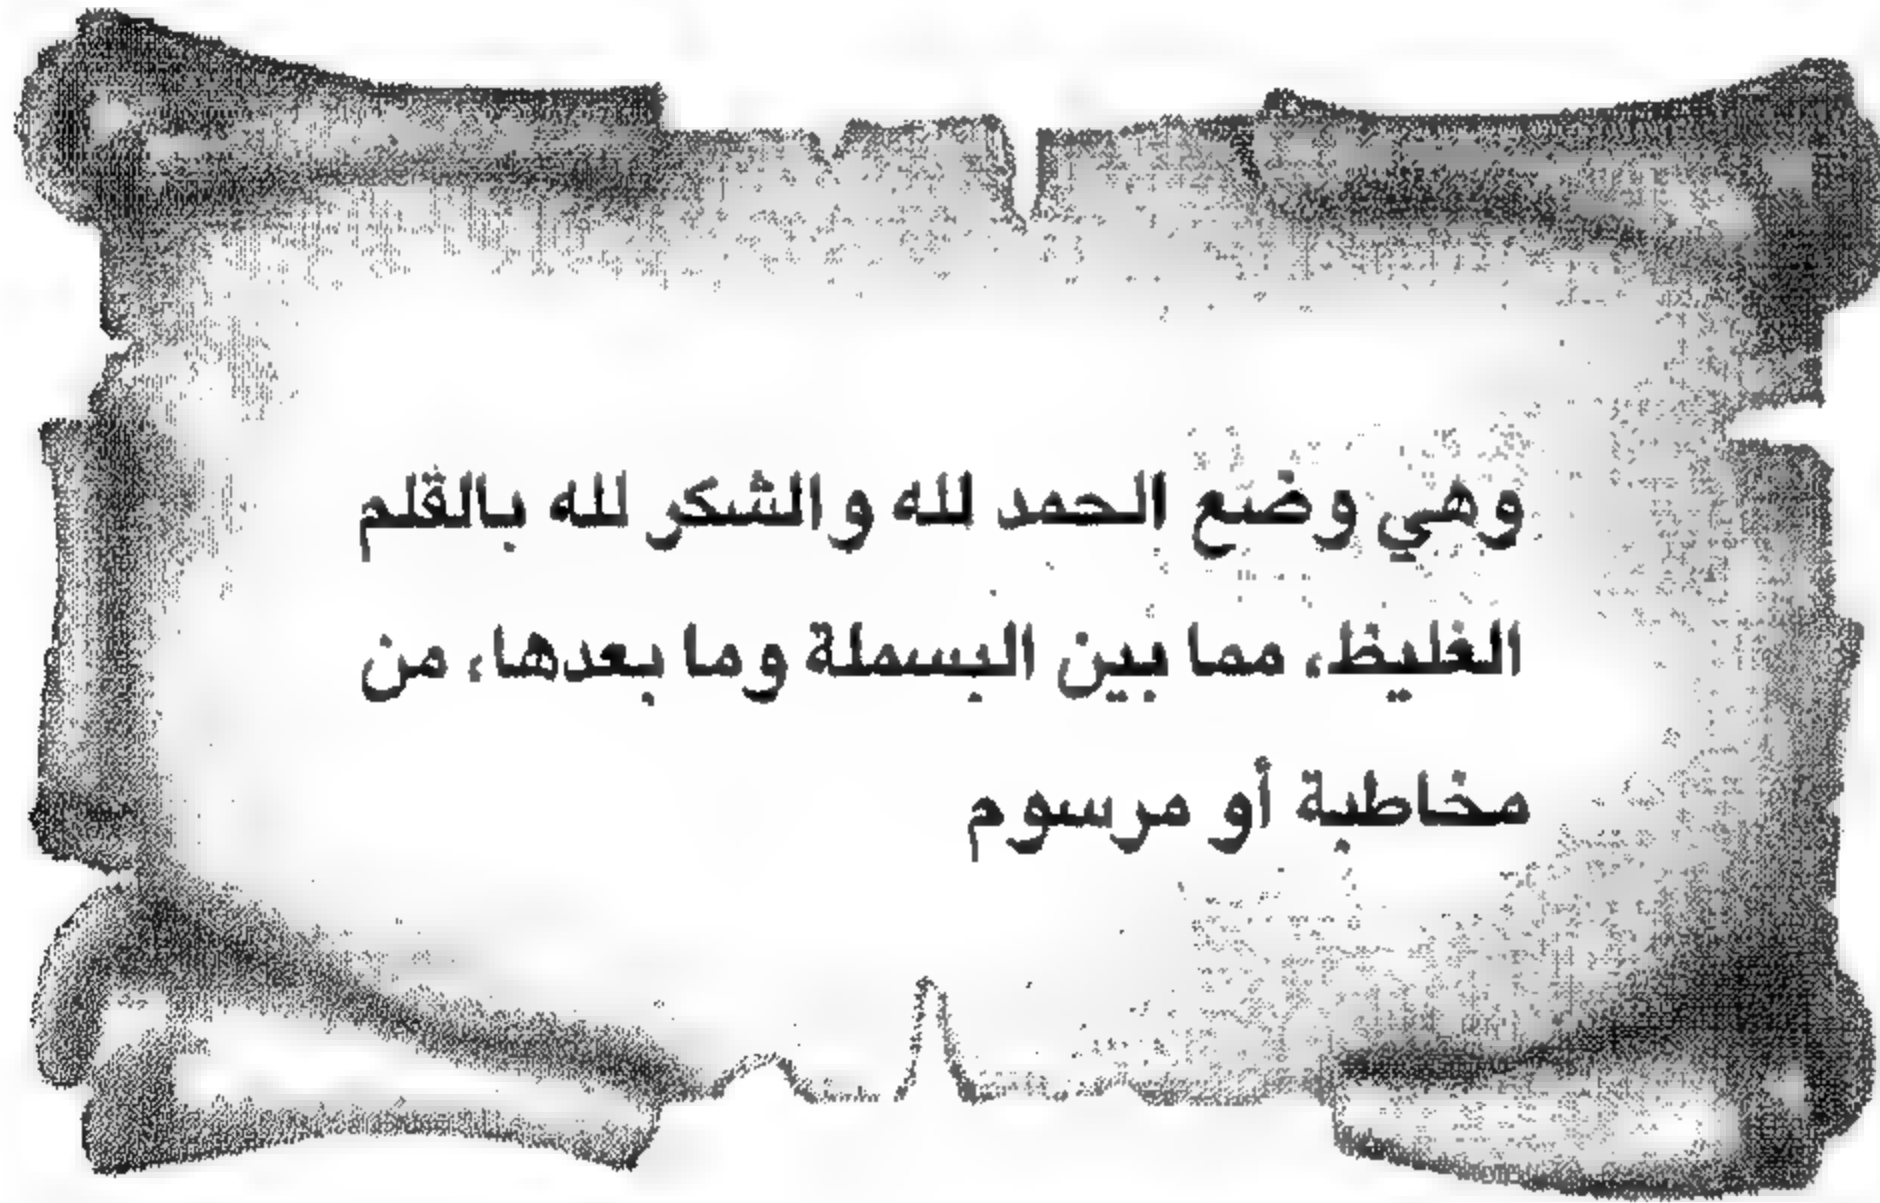 وهي وضع الحمد لله والشكر لله بالقلم
الغليظ، مما بين البسملة وما بعدها، من
مخاطبة أو مرسوم